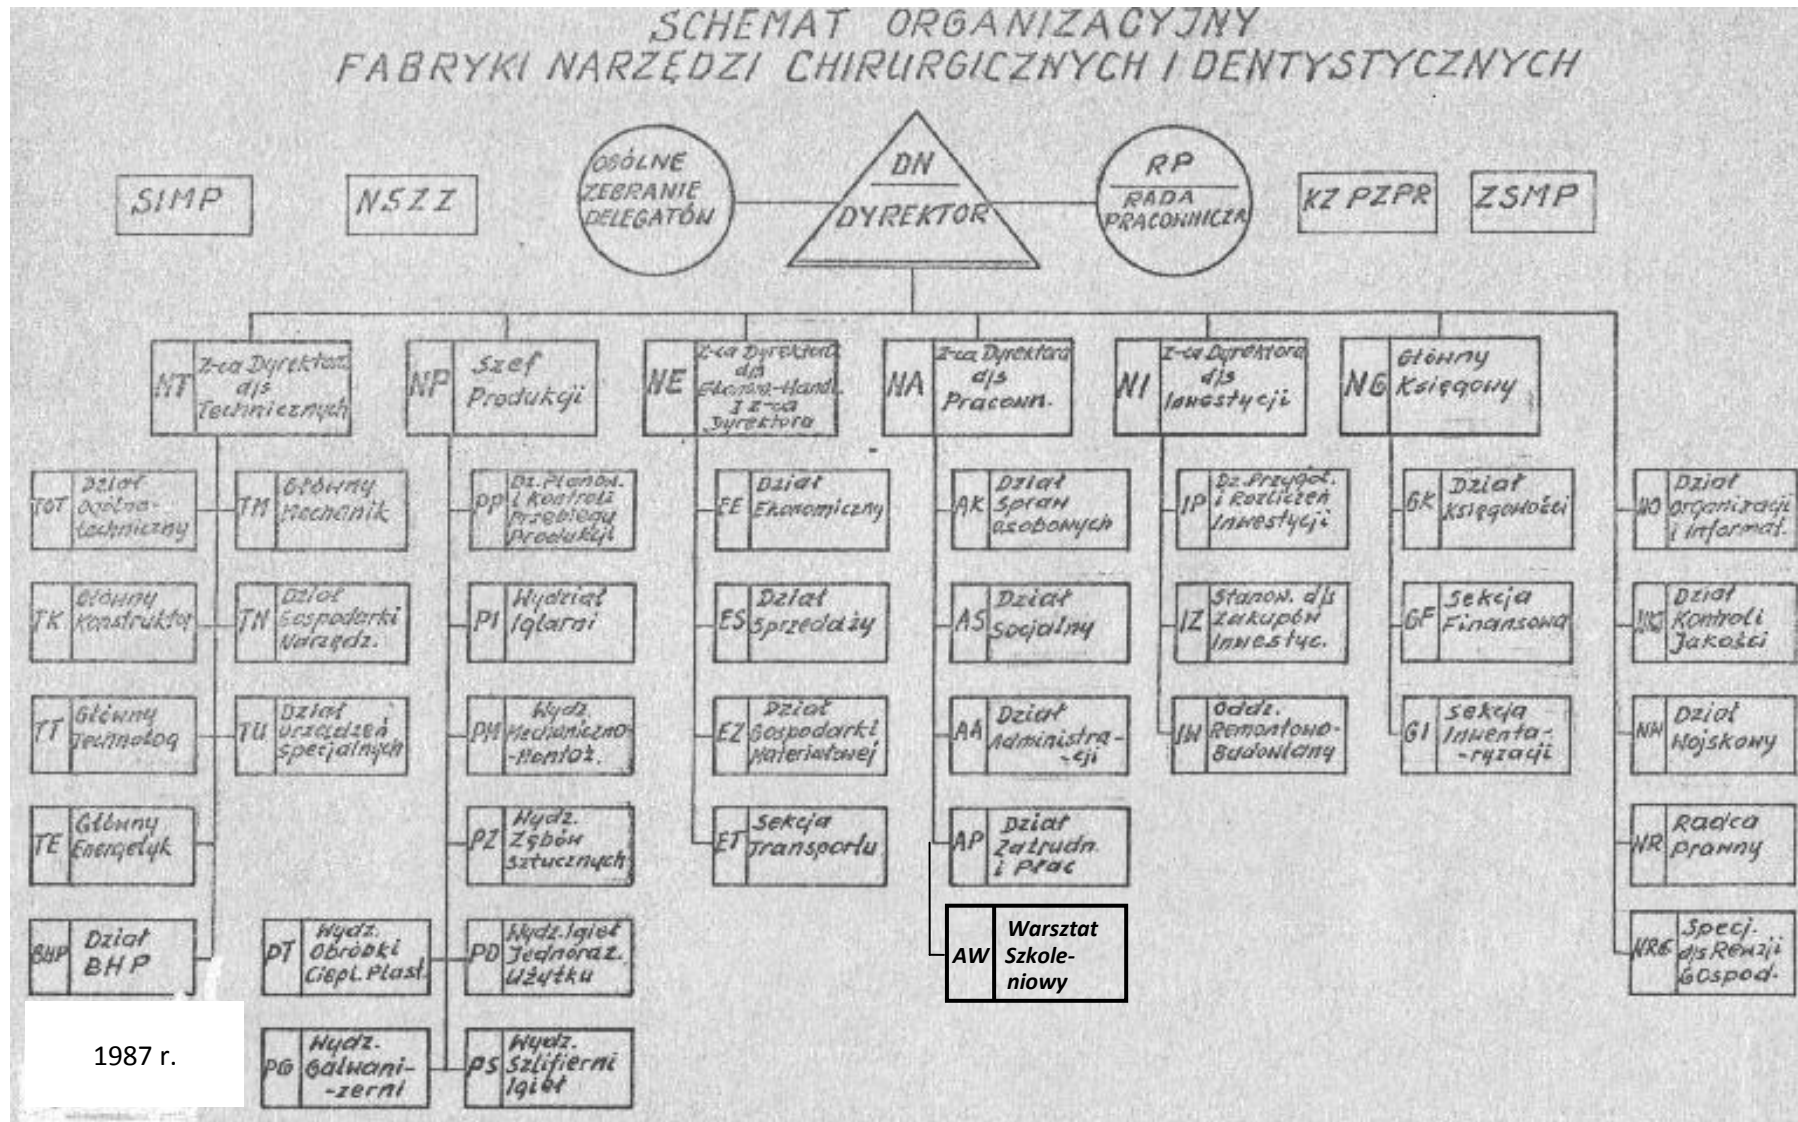 SCHEMAT ORGANIZACYJNY
FABRYKI NARZĘDZI CHIRURGICZNYCH I DENTYSTYCZNYCH
SIMP
NSZZ
OGÓLNE
ZEBRANIE
DELEGATÓW
DN
DYREKTOR
RP
RADA
PRACOWNICZA
KZ PZPR
ZSMP
NT
Z-ca Dyrektora
d/s
Technicznych
NP
Szef
Produkcji
NE
Z-ca Dyrektora
d/s
Ekonom.-Handl.
I Z-ca
Dyrektora
NA
Z-ca Dyrektora
d/s
Pracown.
NI
Z-ca Dyrektora
d/s
Inwestycji
NG
Główny
Księgowy
TOT
Dział
Ogólno-
techniczny
TM
Główny
Mechanik
PP
Dz. Planow.
i Kontroli
Przebiegu
Produkcji
EE
Dział
Ekonomiczny
AK
Dział
Spraw
osobowych
IP
Dz. Przygot.
i Rozliczeń
Inwestycji
GK
Dział
Księgowości
NO
Dział
Organizacji
i Informat.
TK
Główny
Konstruktor
TN
Dział
Gospodarki
Narzędz.
PI
Wydział
Iglarni
ES
Dział
Sprzedaży
AS
Dział
Socjalny
IZ
Stanow. d/s
Zakupów
Inwestyc.
GF
Sekcja
Finansowa
Dział
Kontroli
Jakości
TT
Główny
Technolog
TU
Dział
Urządzeń
Specjalnych
PM
Wydz.
Mechaniczno-
-Montaż.
EZ
Dział
Gospodarki
Materiałowej
AA
Dział
Administra-
-cji
IW
Oddz.
Remontowo-
Budowlany
GI
Sekcja
Inwenta-
-ryzacji
NW
Dział
Wojskowy
TE
Główny
Energetyk
PZ
Wydz.
Zębów
Sztucznych
ET
Sekcja
Transportu
AP
Dział
Zatrudn.
i Płac
NR
Radca
Prawny
BHP
Dział
BHP
PT
Wydz.
Obróbki
Ciepl. Plast.
PD
Wydz. Igieł
Jednoraz.
Użytku
AW
Warsztat
Szkole-
niowy
NRG
Specj.
d/s Rewizji
Gospod.
1987 r.
PG
Wydz.
Galwani-
-zerni
PS
Wydz.
Szlifierni
Igieł